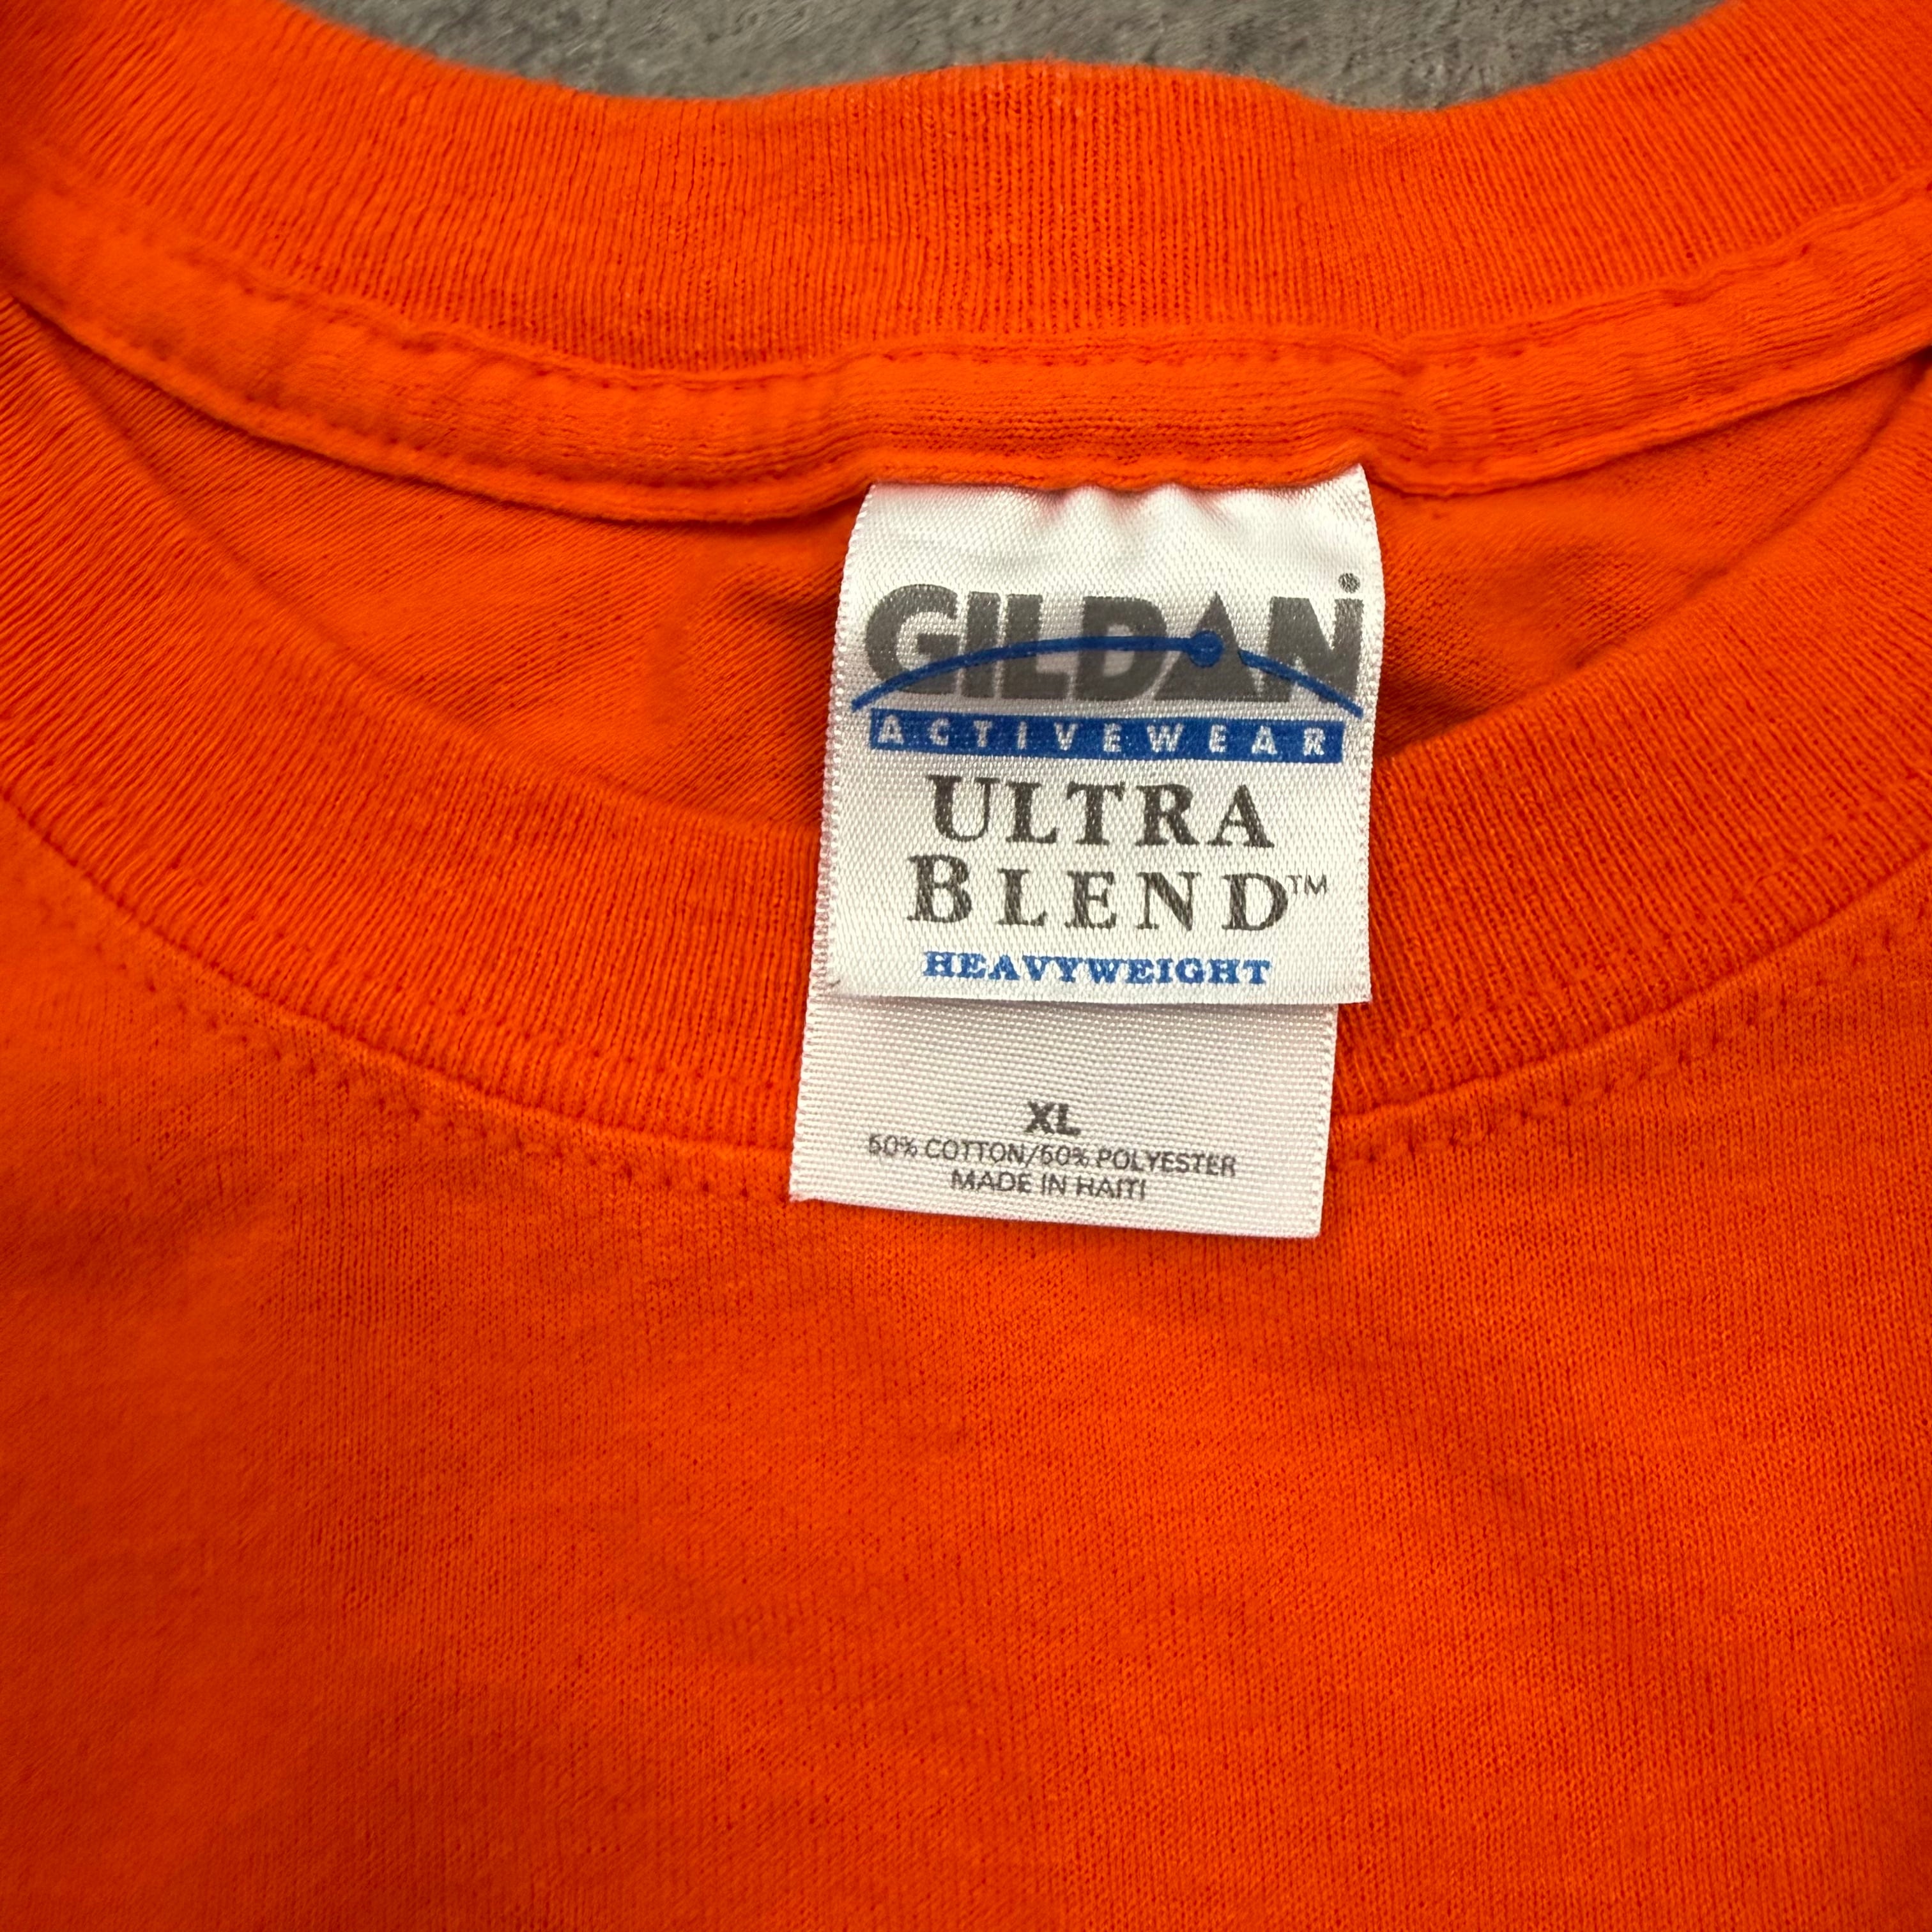 GILDAN
ACTIVEWEAR
ULTRA
BLEND™
HEAVYWEIGHT
XL
50% COTTON/50% POLYESTER
MADE IN HAITI